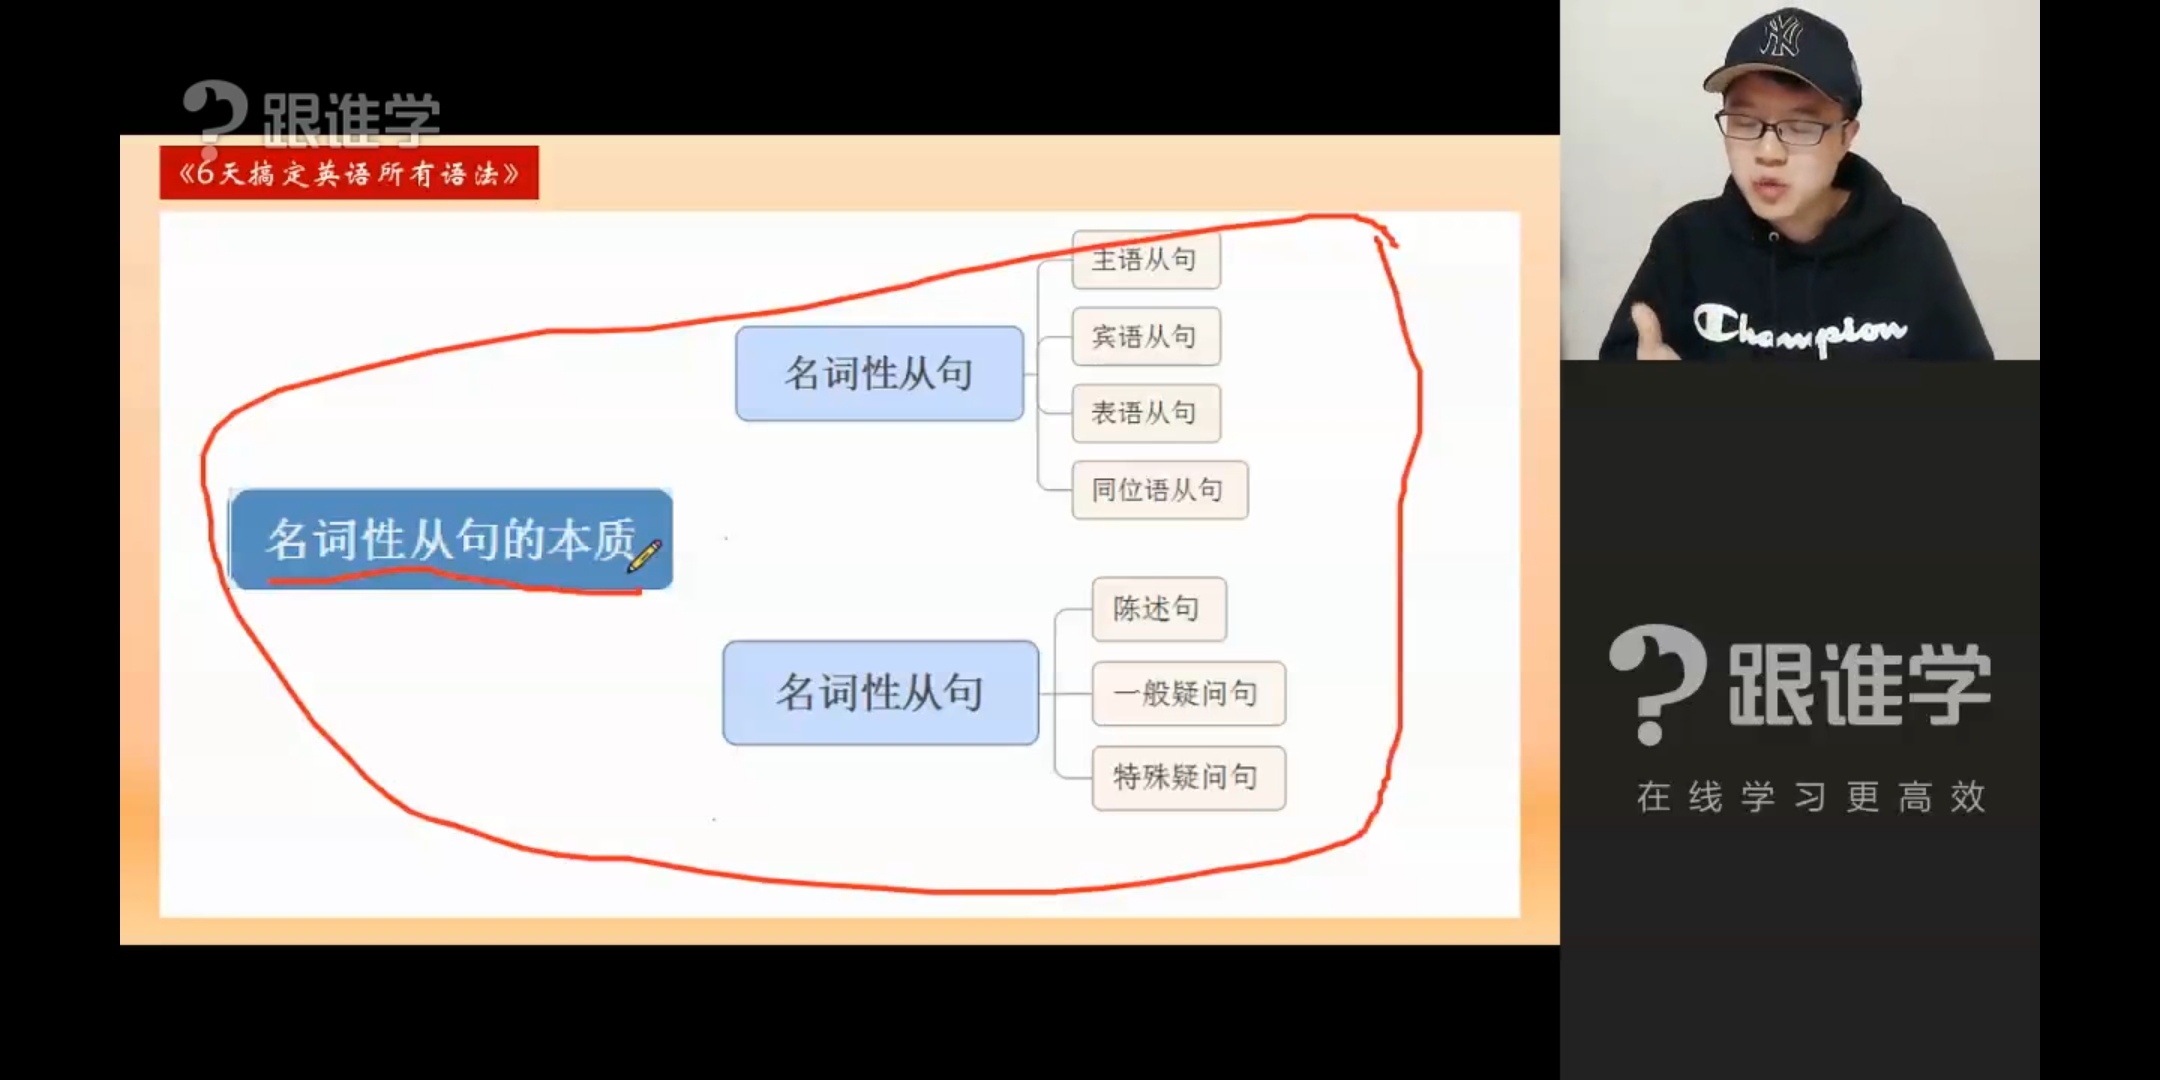 跟谁学
《6天搞定英语所有语法》
名词性从句的本质
名词性从句
主语从句
宾语从句
表语从句
同位语从句
名词性从句
陈述句
一般疑问句
特殊疑问句
NY
Champion
跟谁学
在线学习更高效